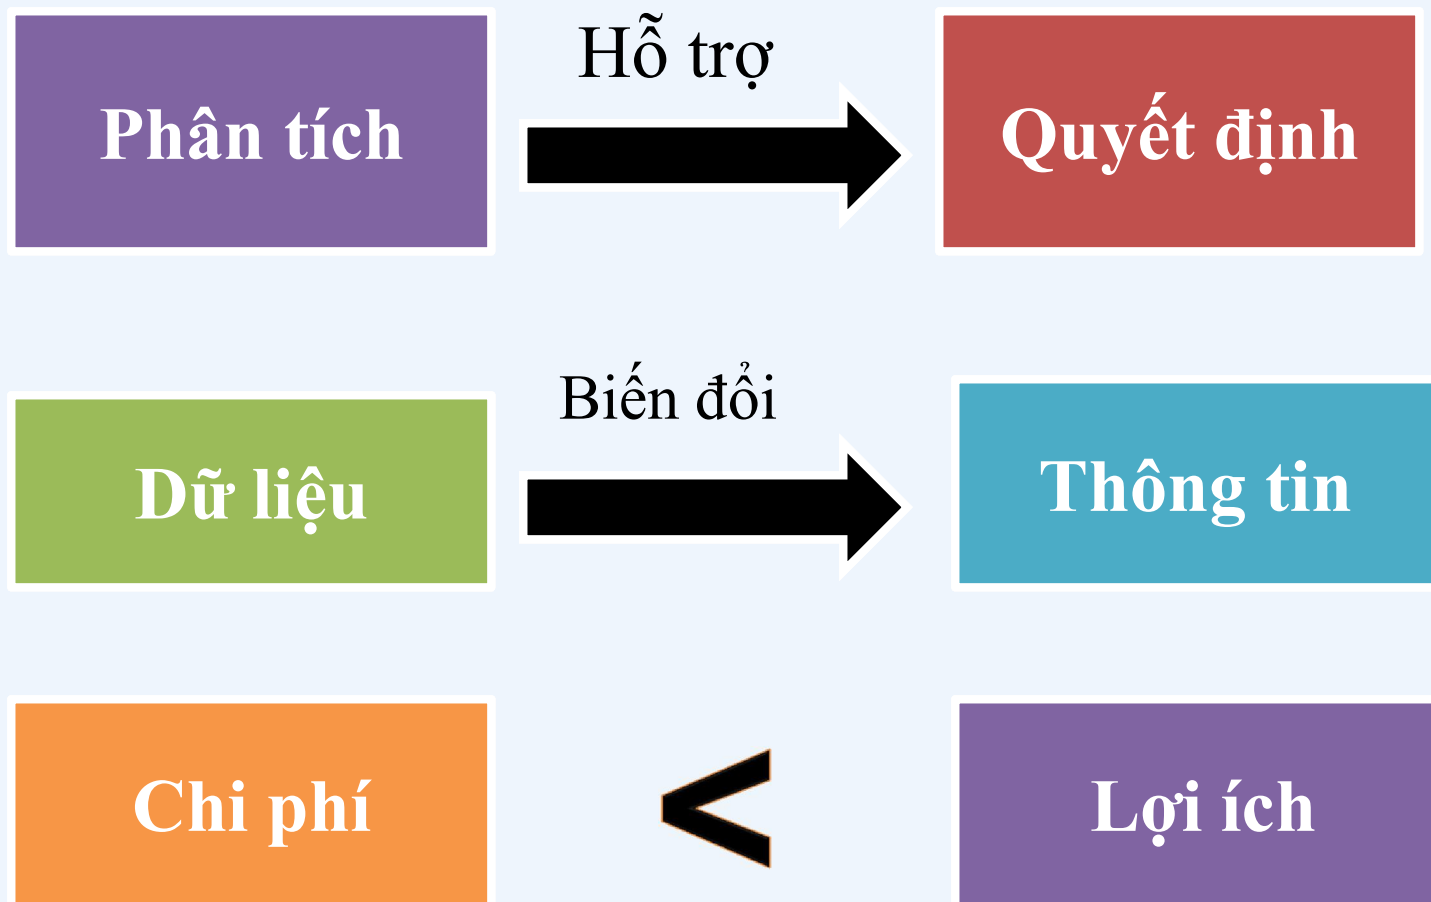 Hỗ trợ
Phân tích
Quyết định
Biến đổi
Dữ liệu
Thông tin
Chi phí
<
Lợi ích